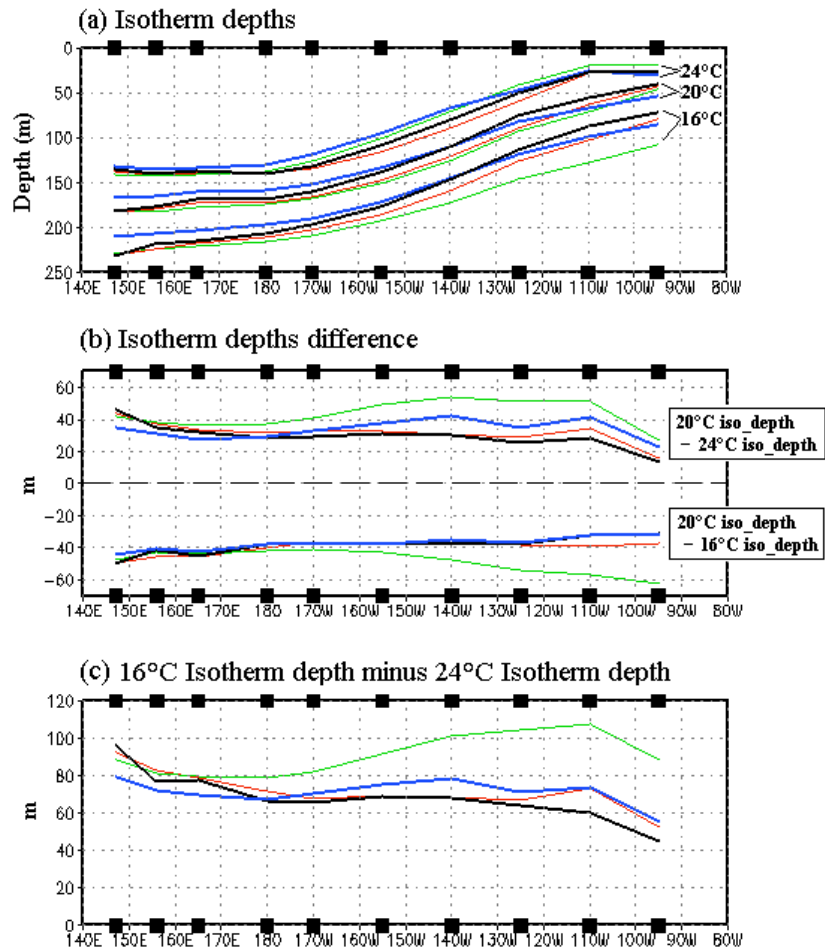 (a) Isotherm depths
0
50
100
150
200
250
Depth (m)
24°C
20°C
16°C
140E 150E 160E 170E 180 170W 160W 150W 140W 130W 120W 110W 100W 90W 80W
(b) Isotherm depths difference
60
40
20
0
−20
−40
−60
m
20°C iso_depth
− 24°C iso_depth
20°C iso_depth
− 16°C iso_depth
140E 150E 160E 170E 180 170W 160W 150W 140W 130W 120W 110W 100W 90W 80W
(c) 16°C Isotherm depth minus 24°C Isotherm depth
120
100
80
60
40
20
0
m
140E 150E 160E 170E 180 170W 160W 150W 140W 130W 120W 110W 100W 90W 80W